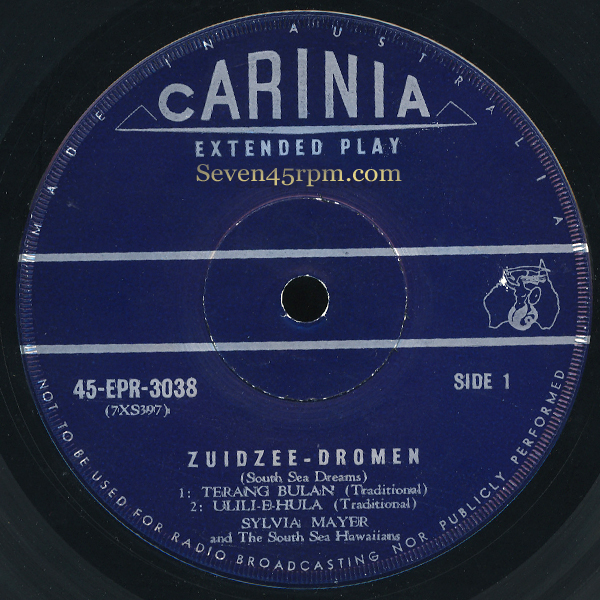 MADE IN AUSTRALIA
CARINIA
EXTENDED PLAY
Seven45rpm.com
45-EPR-3038
SIDE 1
(7XS397)
ZUIDZEE-DROMEN
(South Sea Dreams)
1: TERANG BULAN (Traditional)
2: ULILI-E-HULA (Traditional)
SYLVIA MAYER
and The South Sea Hawaiians
NOT TO BE USED FOR RADIO BROADCASTING NOR PUBLICLY PERFORMED